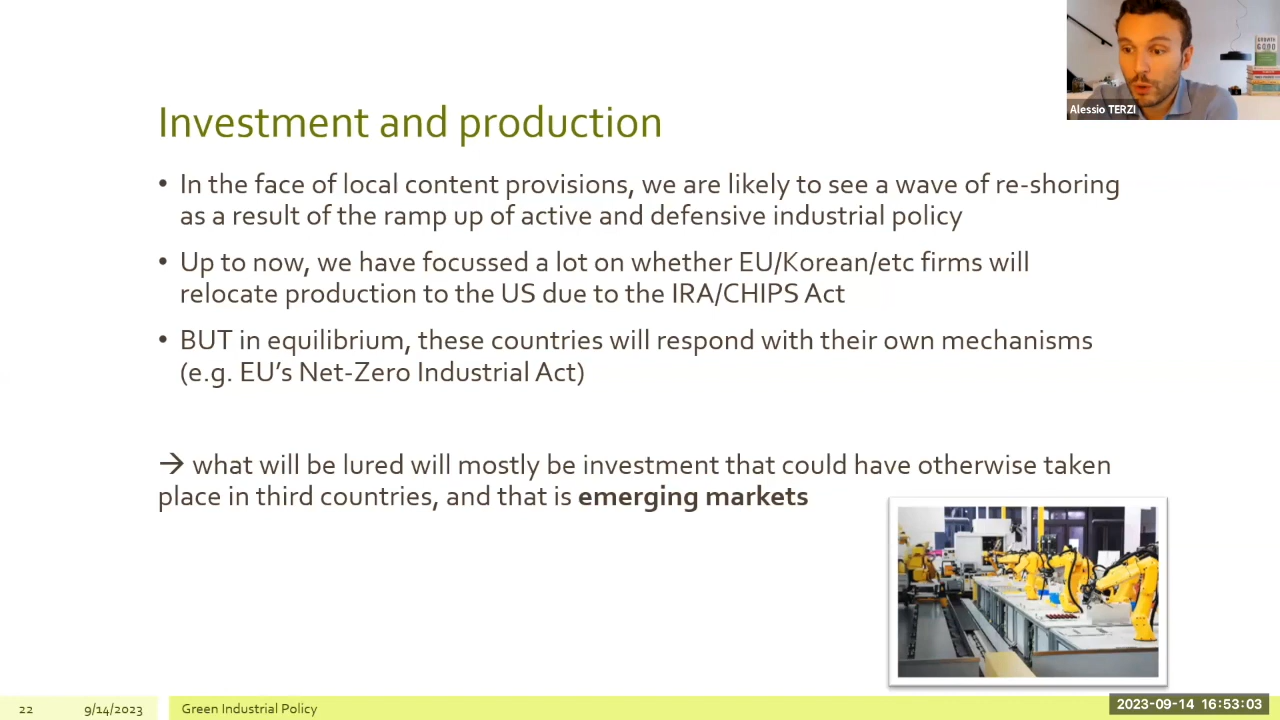 GROWTH
GOOD
Alessio TERZI
Investment and production
• In the face of local content provisions, we are likely to see a wave of re-shoring
as a result of the ramp up of active and defensive industrial policy
• Up to now, we have focussed a lot on whether EU/Korean/etc firms will
relocate production to the US due to the IRA/CHIPS Act
• BUT in equilibrium, these countries will respond with their own mechanisms
(e.g. EU’s Net-Zero Industrial Act)
→ what will be lured will mostly be investment that could have otherwise taken
place in third countries, and that is emerging markets
22 9/14/2023 Green Industrial Policy
2023-09-14 16:53:03